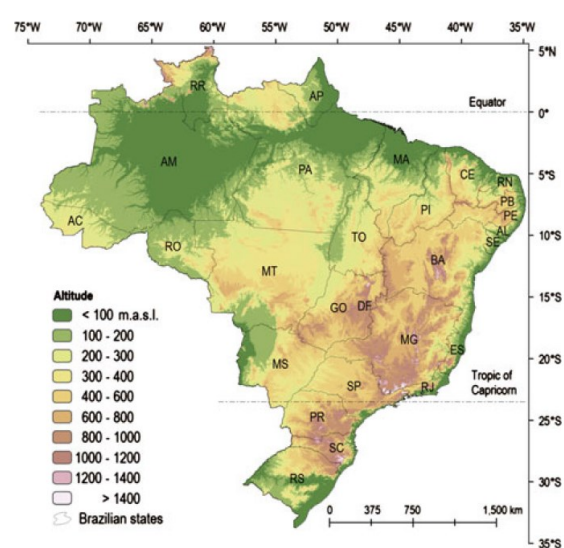 75°W 70°W 65°W 60°W 55°W 50°W 45°W 40°W 35°W
5°N
RR
AP
Equator
0°
AM
PA
MA
CE
5°S
RN
PB
PI
PE
AC
AL
TO
10°S
RO
SE
BA
MT
15°S
GO
DF
MG
ES
20°S
MS
Tropic of
Capricorn
SP
RJ
25°S
PR
SC
RS
30°S
35°S
Altitude
< 100 m.a.s.l.
100 - 200
200 - 300
300 - 400
400 - 600
600 - 800
800 - 1000
1000 - 1200
1200 - 1400
> 1400
Brazilian states
0 375 750 1,500 km